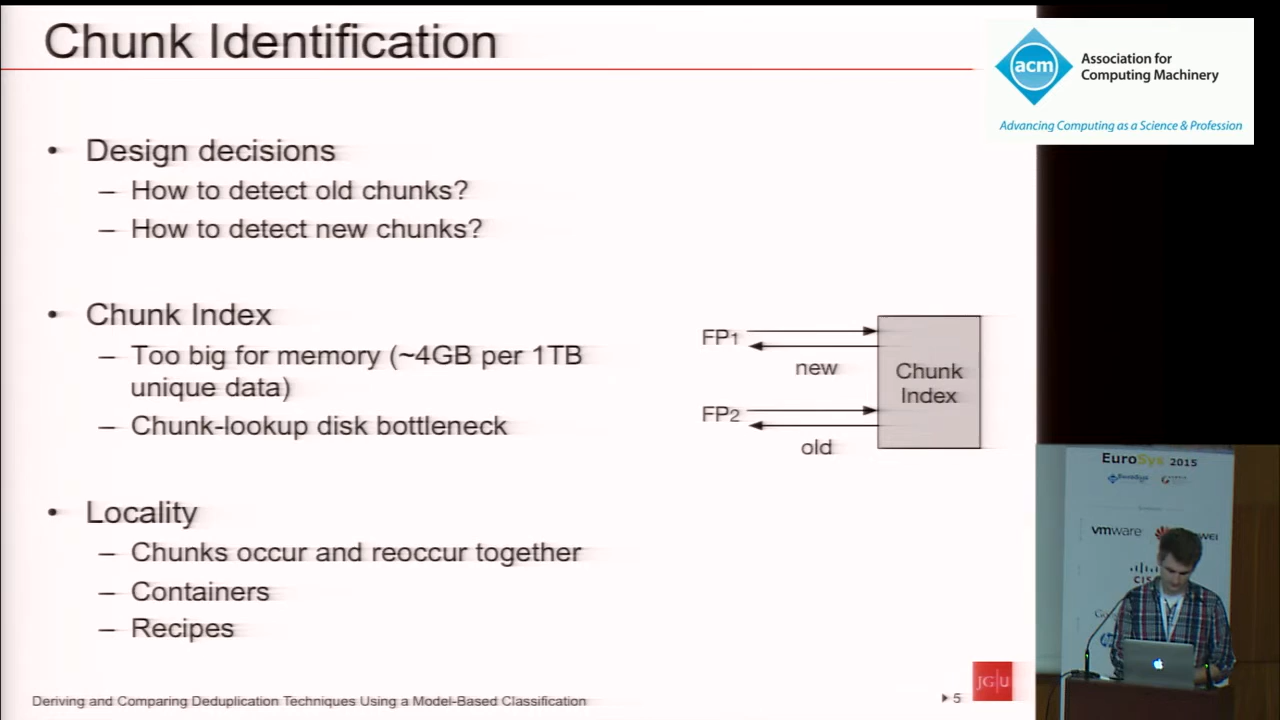 Chunk Identification
acm
Association for
Computing Machinery
Advancing Computing as a Science & Profession
• Design decisions
– How to detect old chunks?
– How to detect new chunks?
• Chunk Index
– Too big for memory (~4GB per 1TB
unique data)
– Chunk-lookup disk bottleneck
• Locality
– Chunks occur and reoccur together
– Containers
– Recipes
FP1
new
FP2
old
Chunk
Index
EuroSys 2015
vmware
Deriving and Comparing Deduplication Techniques Using a Model-Based Classification
5
JG|U